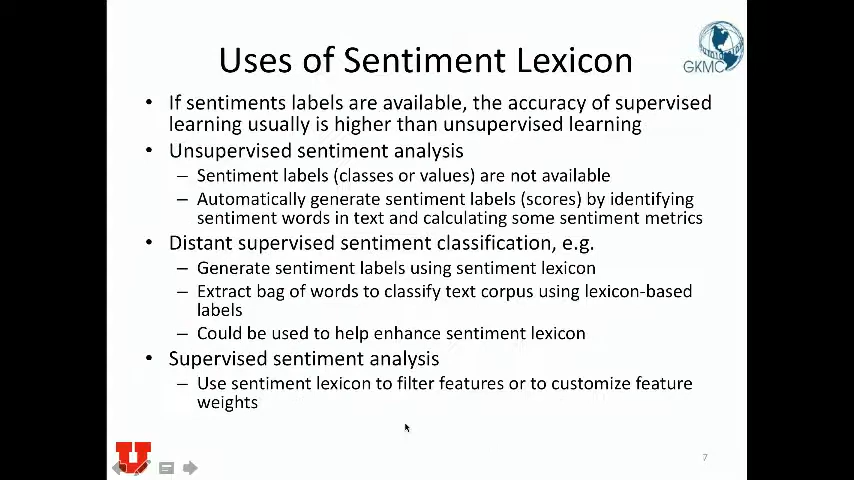 Uses of Sentiment Lexicon
GKMC
• If sentiments labels are available, the accuracy of supervised
learning usually is higher than unsupervised learning
• Unsupervised sentiment analysis
– Sentiment labels (classes or values) are not available
– Automatically generate sentiment labels (scores) by identifying
sentiment words in text and calculating some sentiment metrics
• Distant supervised sentiment classification, e.g.
– Generate sentiment labels using sentiment lexicon
– Extract bag of words to classify text corpus using lexicon-based
labels
– Could be used to help enhance sentiment lexicon
• Supervised sentiment analysis
– Use sentiment lexicon to filter features or to customize feature
weights
U
7